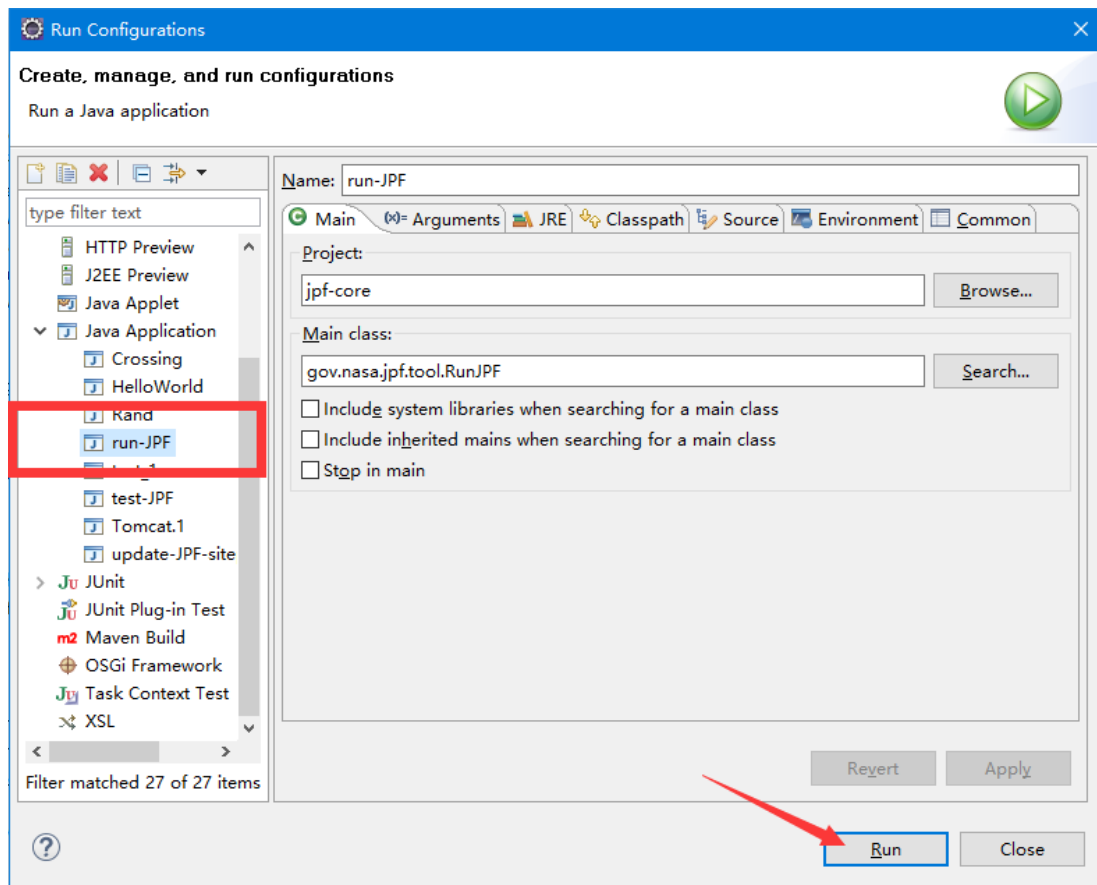 Run Configurations
Create, manage, and run configurations
Run a Java application
type filter text
HTTP Preview
J2EE Preview
Java Applet
Java Application
Crossing
HelloWorld
Rand
run-JPF
test-JPF
Tomcat.1
update-JPF-site
Ju JUnit
JUnit Plug-in Test
m2 Maven Build
OSGi Framework
Task Context Test
XSL
Filter matched 27 of 27 items
Name: run-JPF
Main (x)= Arguments JRE Classpath Source Environment Common
Project:
jpf-core Browse...
Main class:
gov.nasa.jpf.tool.RunJPF Search...
Include system libraries when searching for a main class
Include inherited mains when searching for a main class
Stop in main
Revert Apply
Run Close